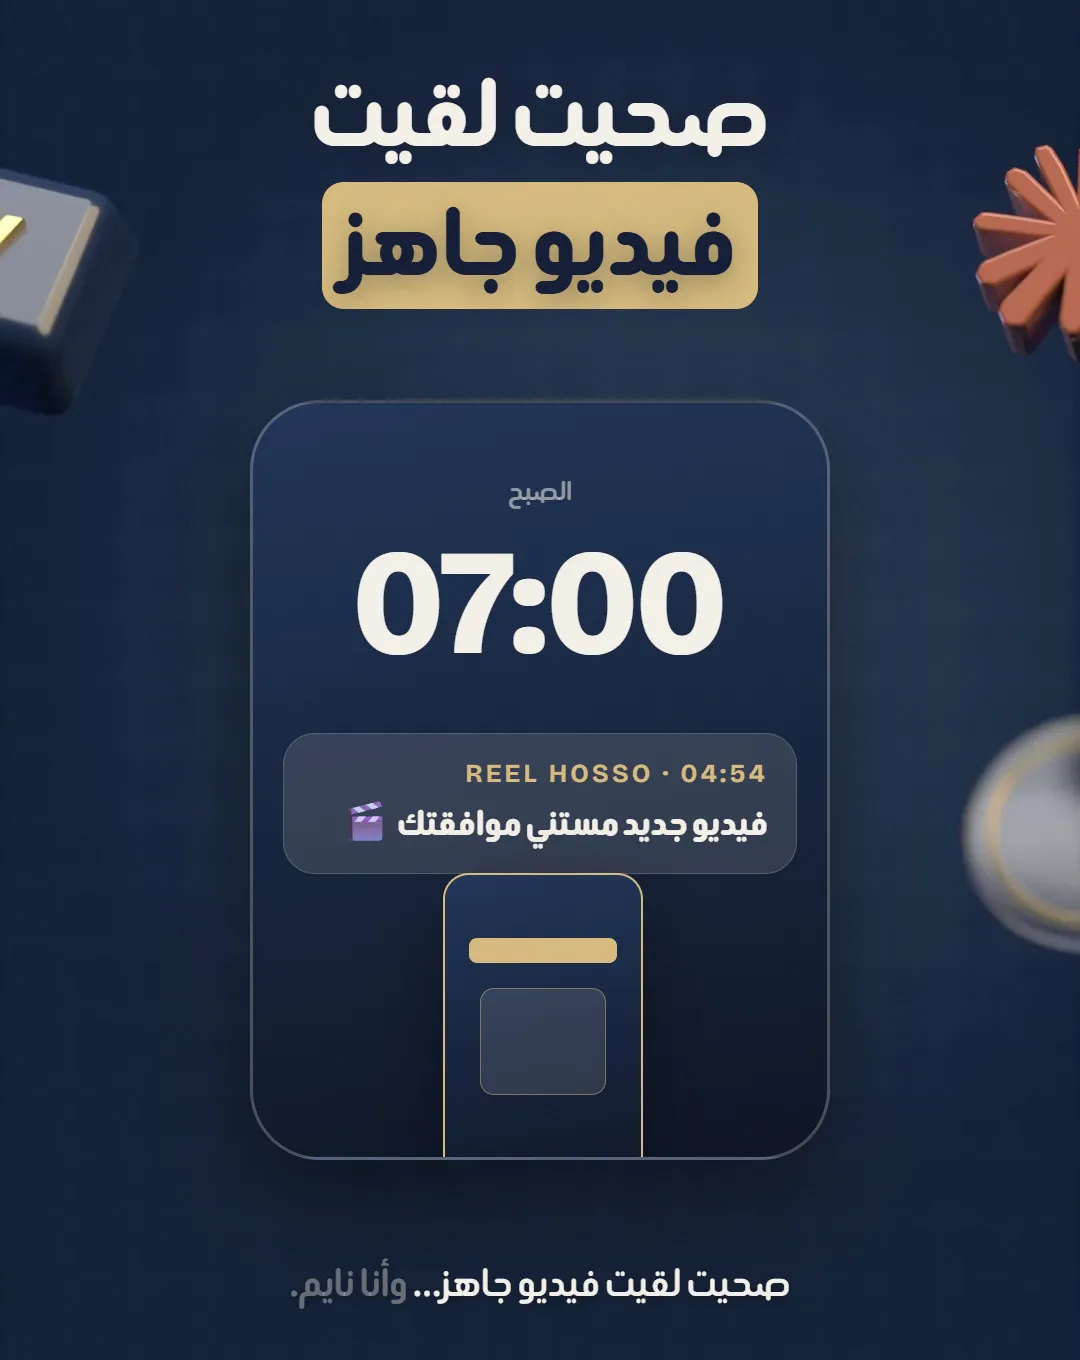 صحيت لقيت
فيديو جاهز
الصبح
07:00
REEL HOSSO · 04:54
فيديو جديد مستني موافقتك
صحيت لقيت فيديو جاهز... وأنا نايم.